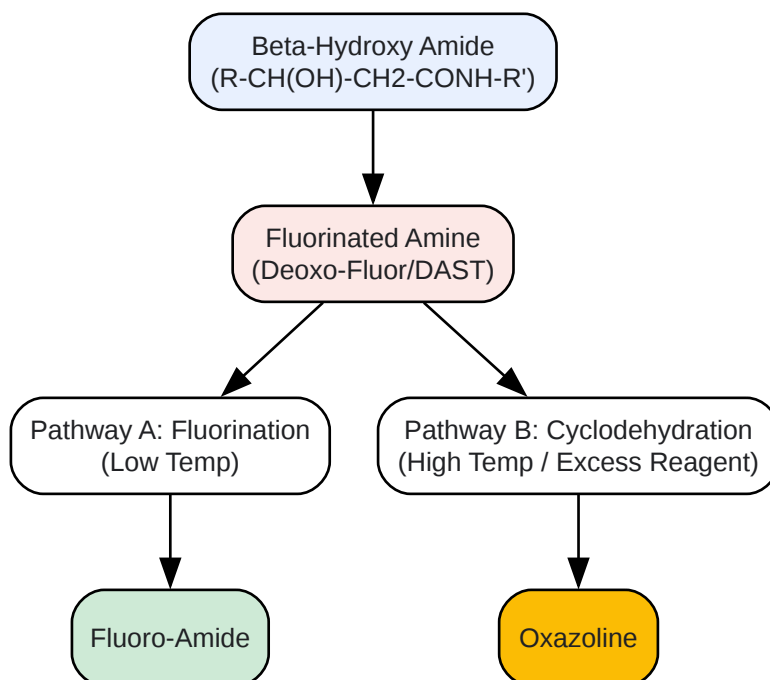 Beta-Hydroxy Amide
(R-CH(OH)-CH2-CONH-R')
Fluorinated Amine
(Deoxo-Fluor/DAST)
Pathway A: Fluorination
(Low Temp)
Pathway B: Cyclodehydration
(High Temp / Excess Reagent)
Fluoro-Amide
Oxazoline